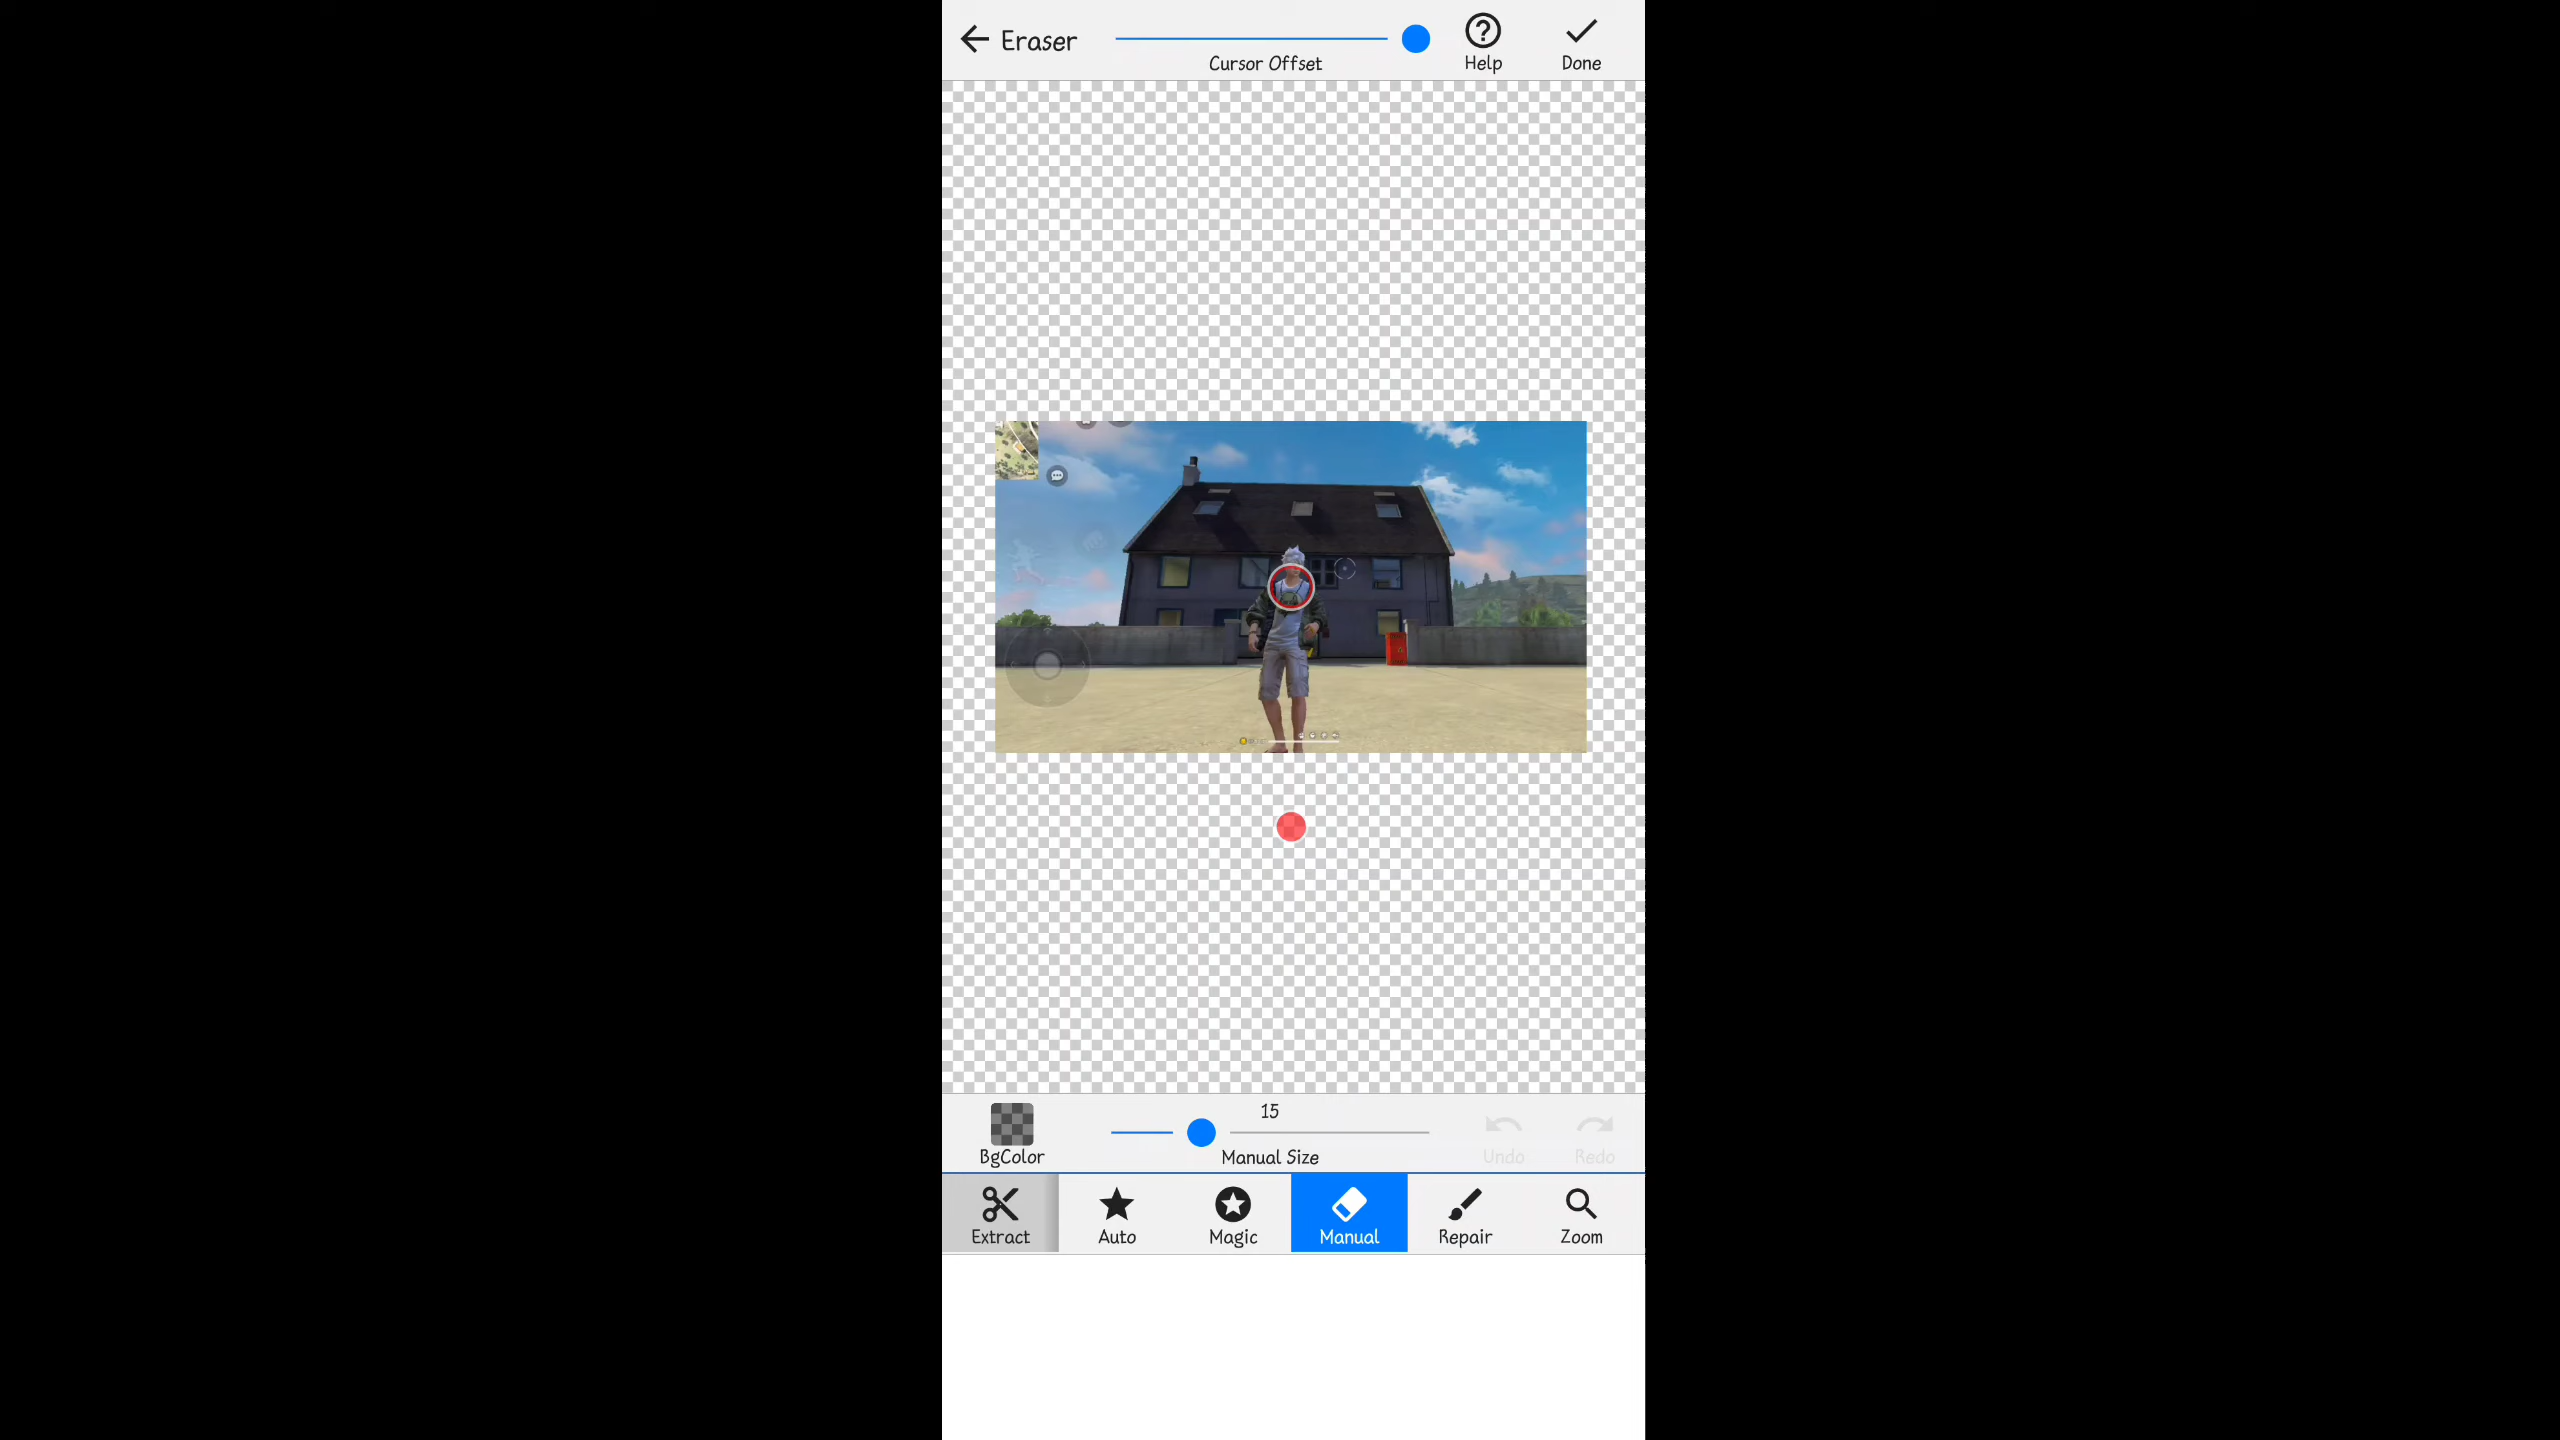 Eraser
Cursor Offset
Help
Done
15
BgColor
Manual Size
Undo
Redo
Extract
Auto
Magic
Manual
Repair
Zoom